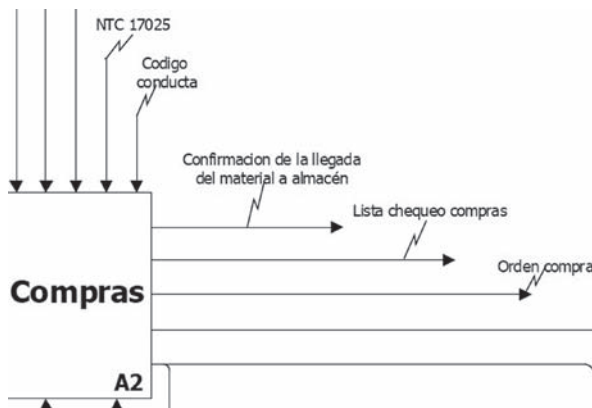 NTC 17025
Codigo
conducta
Confirmacion de la llegada
del material a almacén
Lista chequeo compras
Orden compra
Compras
A2